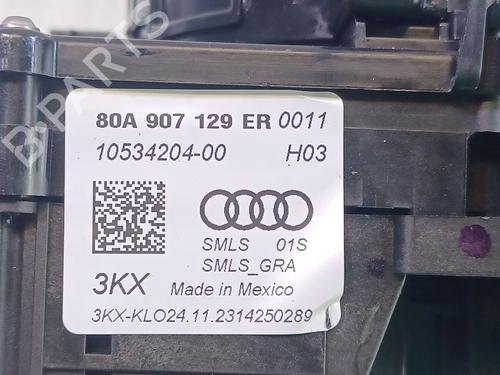 80A 907 129 ER 0011
10534204-00 H03
SMLS 01S
SMLS_GRA
3KX Made in Mexico
3KX-KLO24.11.2314250289
B-PARTS